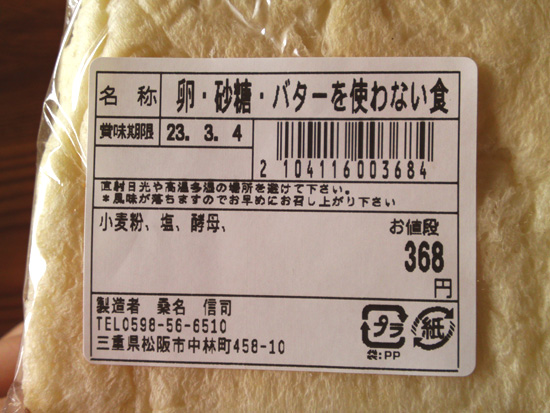 名称 卵・砂糖・バターを使わない食
賞味期限 23. 3. 4
2 104116 003684
直射日光や高温多湿の場所を避けて下さい。
*風味が落ちますのでお早めにお召し上がり下さい
小麦粉、塩、酵母、
お値段
368
円
製造者 桑名 信司
TEL0598-56-6510
三重県松阪市中林町458-10
プラ
紙
袋:PP